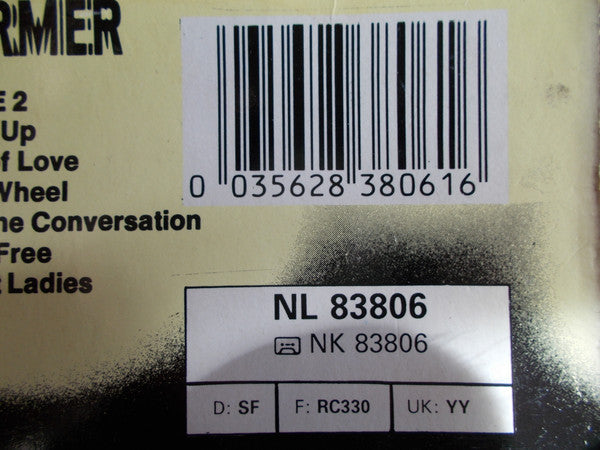 RMER
E 2
Up
f Love
Wheel
ne Conversation
Free
t Ladies
0 035628 380616
NL 83806
NK 83806
D: SF F: RC330 UK: YY